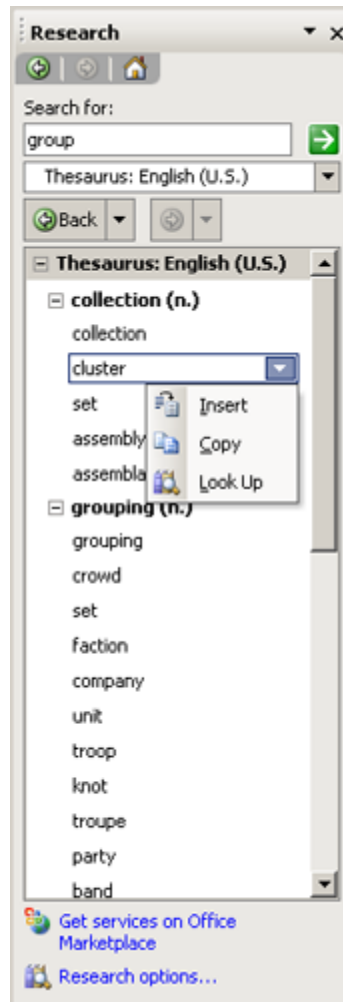 Research
Search for:
group
Thesaurus: English (U.S.)
Back
Thesaurus: English (U.S.)
collection (n.)
collection
cluster
set
Insert
assembly
Copy
assembla
Look Up
grouping (n.)
grouping
crowd
set
faction
company
unit
troop
knot
troupe
party
band
Get services on Office
Marketplace
Research options...